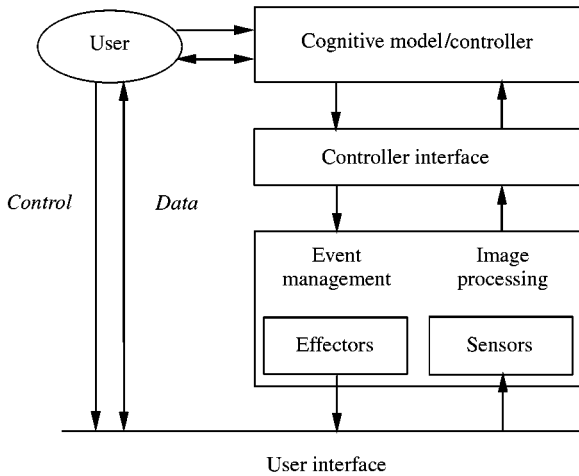 User
Cognitive model/controller
Controller interface
Control
Data
Event
management
Image
processing
Effectors
Sensors
User interface